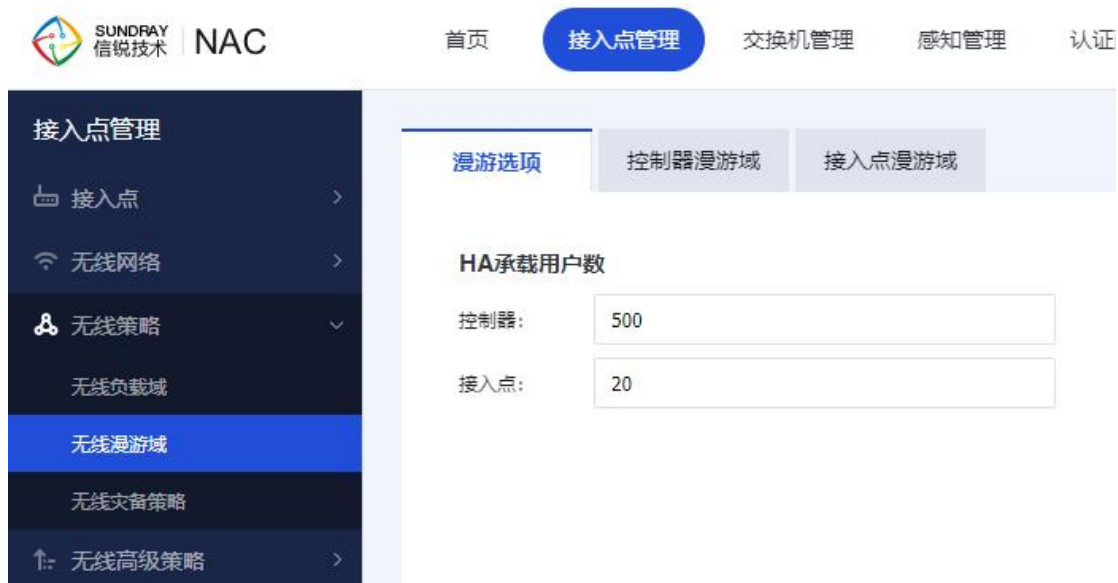 SUNDRAY
信锐技术
NAC
首页
接入点管理
交换机管理
感知管理
认证
接入点管理
接入点
无线网络
无线策略
无线负载域
无线漫游域
无线灾备策略
无线高级策略
漫游选项
控制器漫游域
接入点漫游域
HA承载用户数
控制器: 500
接入点: 20